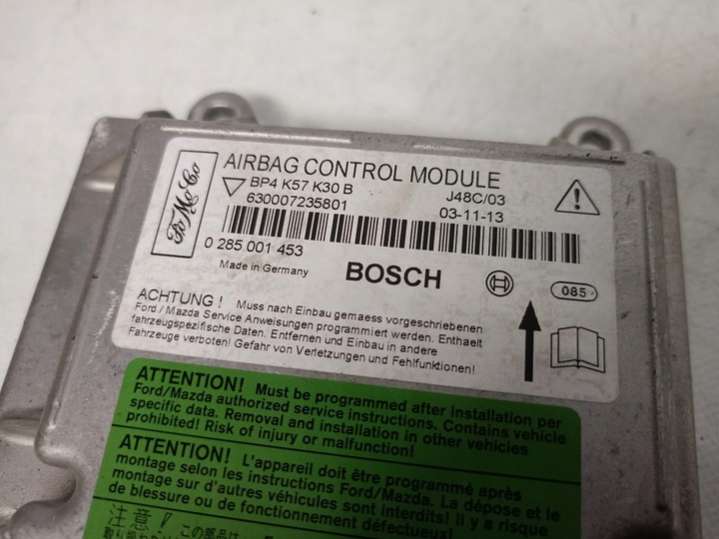 FoMoCo
AIRBAG CONTROL MODULE
BP4 K57 K30 B
J48C/03
630007235801
03-11-13
0 285 001 453
Made in Germany
BOSCH
085
ACHTUNG ! Muss nach Einbau gemaess vorgeschriebenen
Ford / Mazda Service Anweisungen programmiert werden. Enthaelt
fahrzeugspezifische Daten. Entfernen und Einbau in andere
Fahrzeuge verboten! Gefahr von Verletzungen und Fehlfunktionen!
ATTENTION! Must be programmed after installation per
Ford/Mazda authorized service instructions. Contains vehicle
specific data. Removal and installation in other vehicles
prohibited! Risk of injury or malfunction!
ATTENTION! L'appareil doit être programmé après
montage selon les instructions Ford/Mazda. La dépose et le
montage sur d'autres véhicules sont interdits! Il y a risque
de blessure ou de fonctionnement défectueux!
注意! この部品は